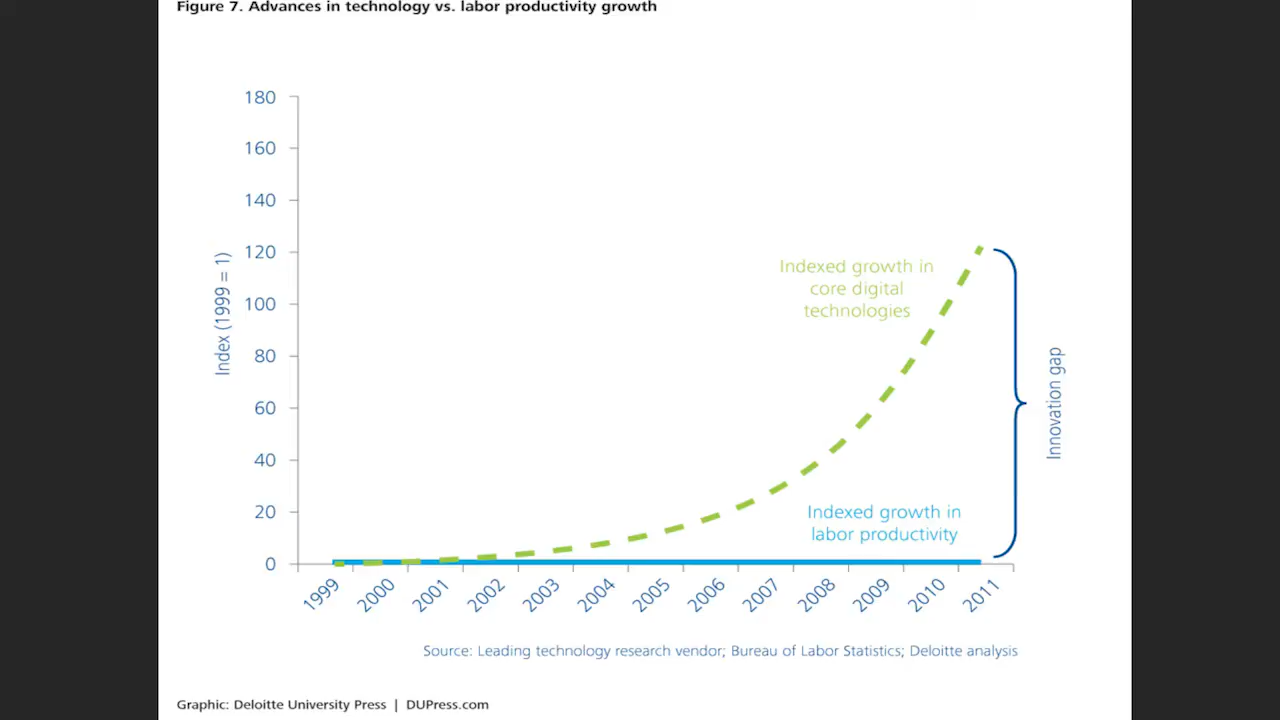 Figure 7. Advances in technology vs. labor productivity growth
180
160
140
120
100
80
60
40
20
0
Index (1999 = 1)
Indexed growth in
core digital
technologies
Indexed growth in
labor productivity
Innovation gap
1999
2000
2001
2002
2003
2004
2005
2006
2007
2008
2009
2010
2011
Source: Leading technology research vendor; Bureau of Labor Statistics; Deloitte analysis
Graphic: Deloitte University Press | DUPress.com